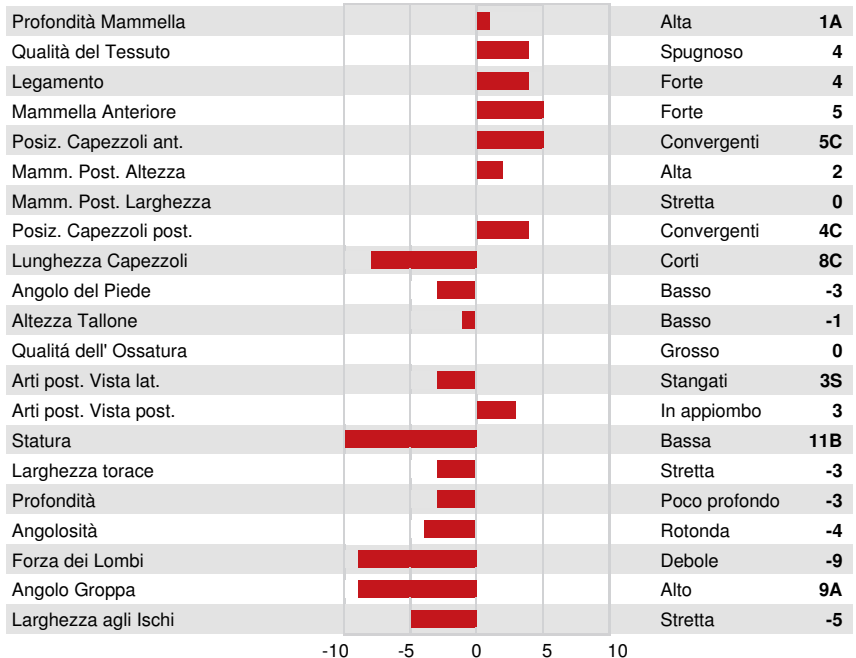 Profondità Mammella Alta 1A
Qualità del Tessuto Spugnoso 4
Legamento Forte 4
Mammella Anteriore Forte 5
Posiz. Capezzoli ant. Convergenti 5C
Mamm. Post. Altezza Alta 2
Mamm. Post. Larghezza Stretta 0
Posiz. Capezzoli post. Convergenti 4C
Lunghezza Capezzoli Corti 8C
Angolo del Piede Basso -3
Altezza Tallone Basso -1
Qualitá dell' Ossatura Grosso 0
Arti post. Vista lat. Stangati 3S
Arti post. Vista post. In appiombo 3
Statura Bassa 11B
Larghezza torace Stretta -3
Profondità Poco profondo -3
Angolosità Rotonda -4
Forza dei Lombi Debole -9
Angolo Groppa Alto 9A
Larghezza agli Ischi Stretta -5
-10 -5 0 5 10